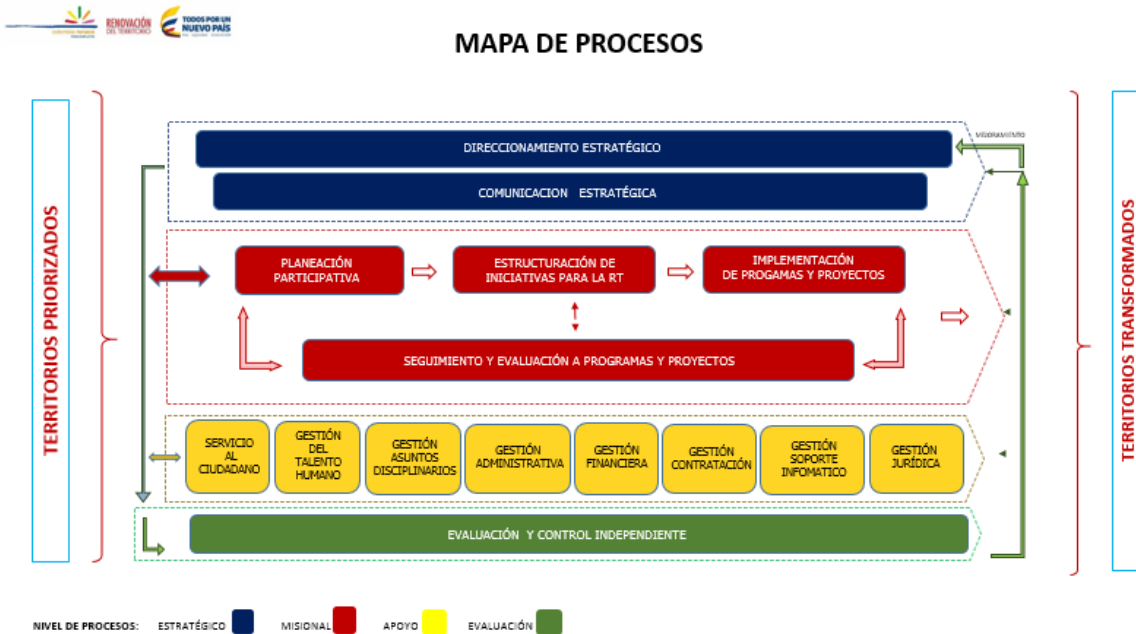 RENOVACIÓN
DEL TERRITORIO
TODOS POR UN
NUEVO PAÍS
MAPA DE PROCESOS
TERRITORIOS PRIORIZADOS
MEJORAMIENTO
DIRECCIONAMIENTO ESTRATÉGICO
COMUNICACION ESTRATÉGICA
PLANEACIÓN
PARTICIPATIVA
ESTRUCTURACIÓN DE
INICIATIVAS PARA LA RT
IMPLEMENTACIÓN
DE PROGAMAS Y PROYECTOS
SEGUIMIENTO Y EVALUACIÓN A PROGRAMAS Y PROYECTOS
SERVICIO
AL
CIUDADANO
GESTIÓN
DEL
TALENTO
HUMANO
GESTIÓN
ASUNTOS
DISCIPLINARIOS
GESTIÓN
ADMINISTRATIVA
GESTIÓN
FINANCIERA
GESTIÓN
CONTRATACIÓN
GESTIÓN
SOPORTE
INFOMATICO
GESTIÓN
JURÍDICA
EVALUACIÓN Y CONTROL INDEPENDIENTE
TERRITORIOS TRANSFORMADOS
NIVEL DE PROCESOS: ESTRATÉGICO MISIONAL APOYO EVALUACIÓN